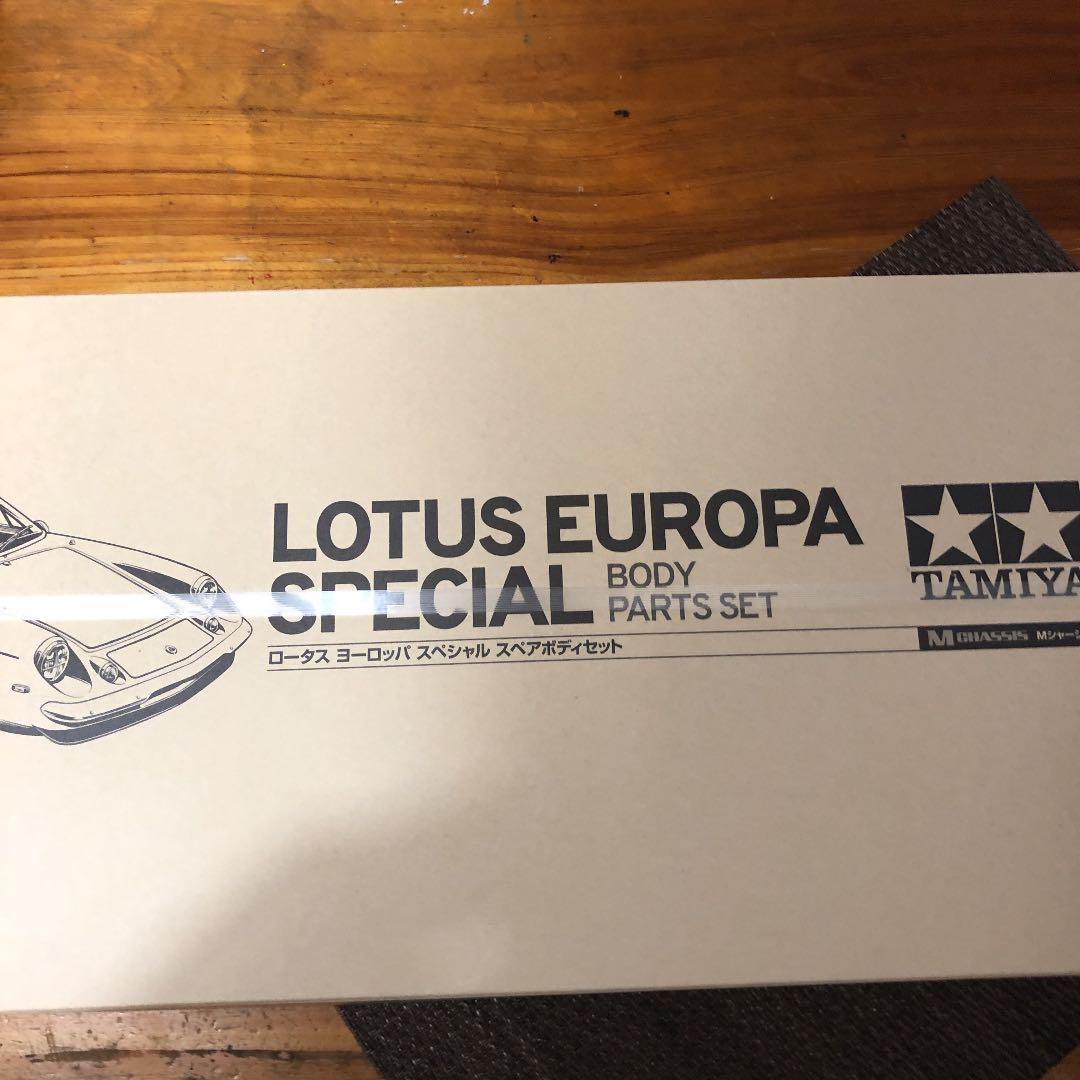 LOTUS EUROPA
SPECIAL
BODY
PARTS SET
ロータス ヨーロッパ スペシャル スペアボディセット
TAMIYA
M CHASSIS Mシャーシ